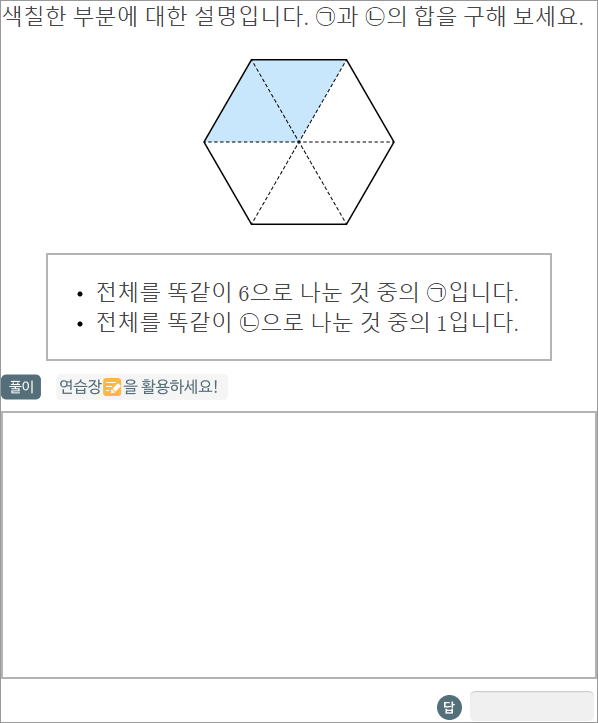 색칠한 부분에 대한 설명입니다. ㉠과 ㉡의 합을 구해 보세요.
• 전체를 똑같이 6으로 나눈 것 중의 ㉠입니다.
• 전체를 똑같이 ㉡으로 나눈 것 중의 1입니다.
풀이 연습장을 활용하세요!
답